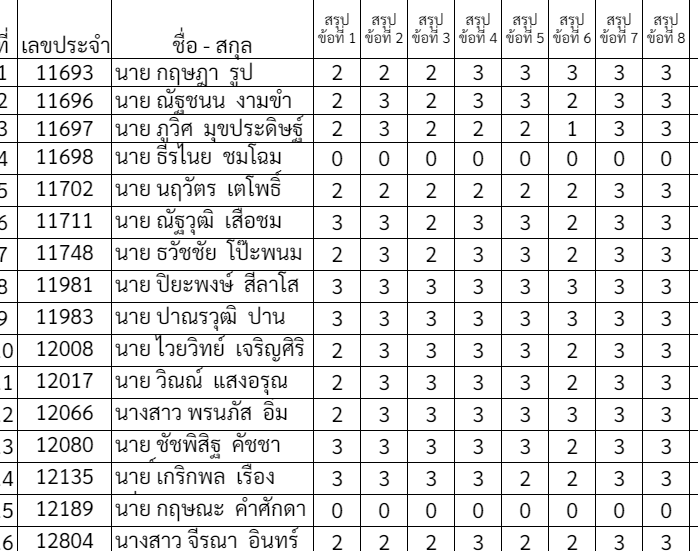 ที่ เลขประจำ ชื่อ - สกุล สรุปข้อที่ 1 สรุปข้อที่ 2 สรุปข้อที่ 3 สรุปข้อที่ 4 สรุปข้อที่ 5 สรุปข้อที่ 6 สรุปข้อที่ 7 สรุปข้อที่ 8
1 11693 นาย กฤษฎา รูป 2 2 2 3 3 3 3 3
2 11696 นาย ณัฐชนน งามขำ 2 3 2 3 3 2 3 3
3 11697 นาย ภูวิศ มุขประดิษฐ์ 2 3 2 2 2 1 3 3
4 11698 นาย ธีรไนย ชมโฉม 0 0 0 0 0 0 0 0
5 11702 นาย นฤวัตร เตโพธิ์ 2 2 2 2 2 2 3 3
6 11711 นาย ณัฐวุฒิ เสือชม 3 3 2 3 3 2 3 3
7 11748 นาย ธวัชชัย โป๊ะพนม 2 3 2 3 3 2 3 3
8 11981 นาย ปิยะพงษ์ สีลาโส 3 3 3 3 3 3 3 3
9 11983 นาย ปาณรวุฒิ ปาน 3 3 3 3 3 3 3 3
0 12008 นาย ไวยวิทย์ เจริญศิริ 2 3 3 3 3 2 3 3
1 12017 นาย วิณณ์ แสงอรุณ 2 3 3 3 3 2 3 3
2 12066 นางสาว พรนภัส อิ่ม 2 3 3 3 3 3 3 3
3 12080 นาย ชัชพิสิฐ คัชชา 3 3 3 3 3 2 3 3
4 12135 นาย เกริกพล เรือง 3 3 3 3 2 2 3 3
5 12189 นาย กฤษณะ คำศักดา 0 0 0 0 0 0 0 0
6 12804 นางสาว จีรณา อินทร์ 2 2 2 3 2 2 3 3